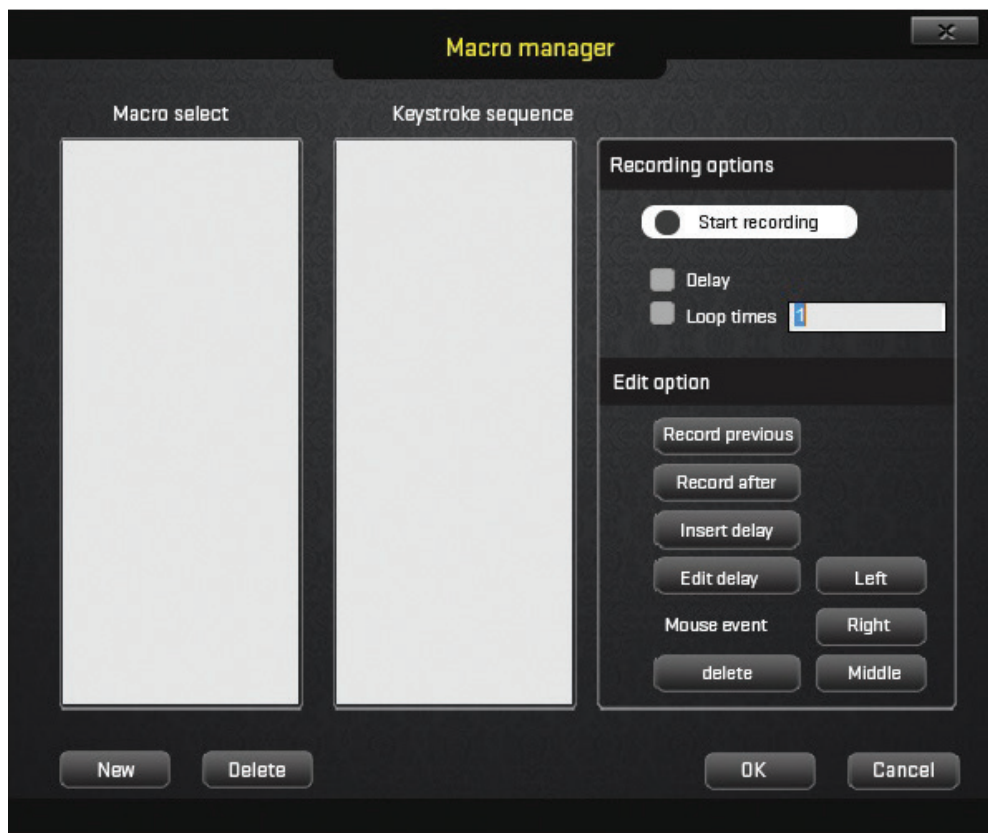 Macro manager
Macro select
Keystroke sequence
Recording options
Start recording
Delay
Loop times 1
Edit option
Record previous
Record after
Insert delay
Edit delay Left
Mouse event Right
delete Middle
New Delete OK Cancel